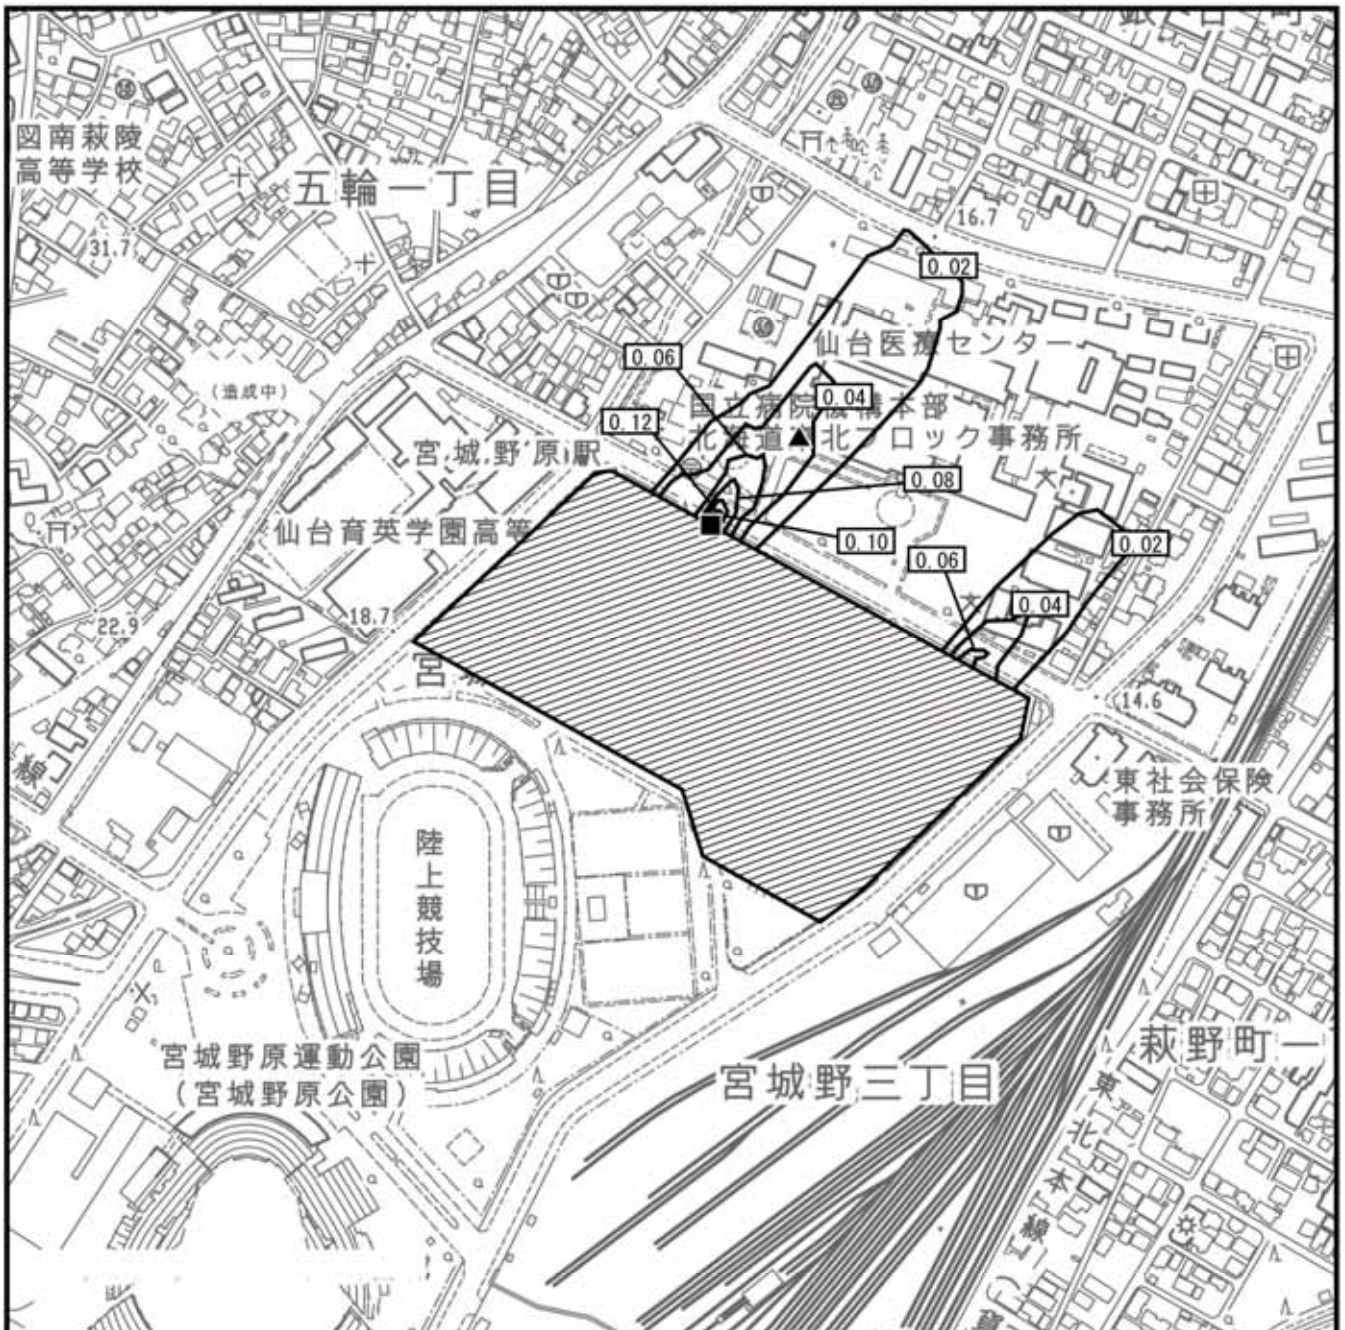 図南萩陵
高等学校
五輪一丁目
31.7
16.7
0.02
仙台医療センター
0.06
0.04
(造成中)
国立病院機構本部
0.12
北海道東北ブロック事務所
宮城野原駅
0.08
仙台育英学園高等
0.10
0.02
0.06
0.04
18.7
22.9
宮
14.6
線
東社会保険
事務所
陸上競技場
宮城野原運動公園
(宮城野原公園)
宮城野三丁目
萩野町一
東北本線